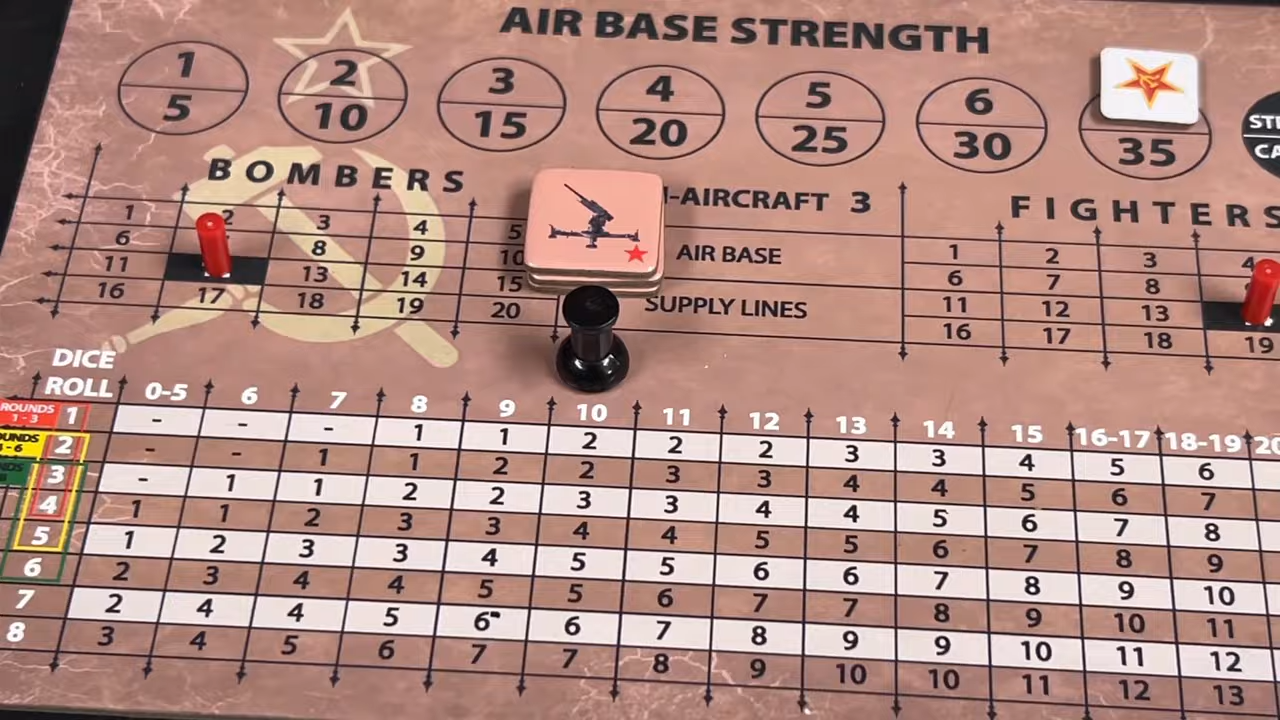 AIR BASE STRENGTH
1 2 3 4 5 6
5 10 15 20 25 30 35
BOMBERS
-AIRCRAFT 3
FIGHTERS
1 2 3 4 5
6 8 9 10
11 13 14 15
16 17 18 19 20
AIR BASE
SUPPLY LINES
1 2 3 4
6 7 8
11 12 13
16 17 18 19
DICE
ROLL 0-5 6 7 8 9 10 11 12 13 14 15 16-17 18-19 20
ROUNDS
1 - 3
1 - - - 1 1 2 2 2 3 3 4 5 6
2 - - 1 1 2 2 3 3 4 4 5 6 7
3 - 1 1 2 2 3 3 4 4 5 6 7 8
4 1 1 2 3 3 4 4 5 5 6 7 8 9
5 1 2 3 3 4 5 5 6 6 7 8 9 10
6 2 3 4 4 5 5 6 7 7 8 9 10 11
7 2 4 4 5 6 6 7 8 9 9 10 11 12
8 3 4 5 6 7 7 8 9 10 10 11 12 13